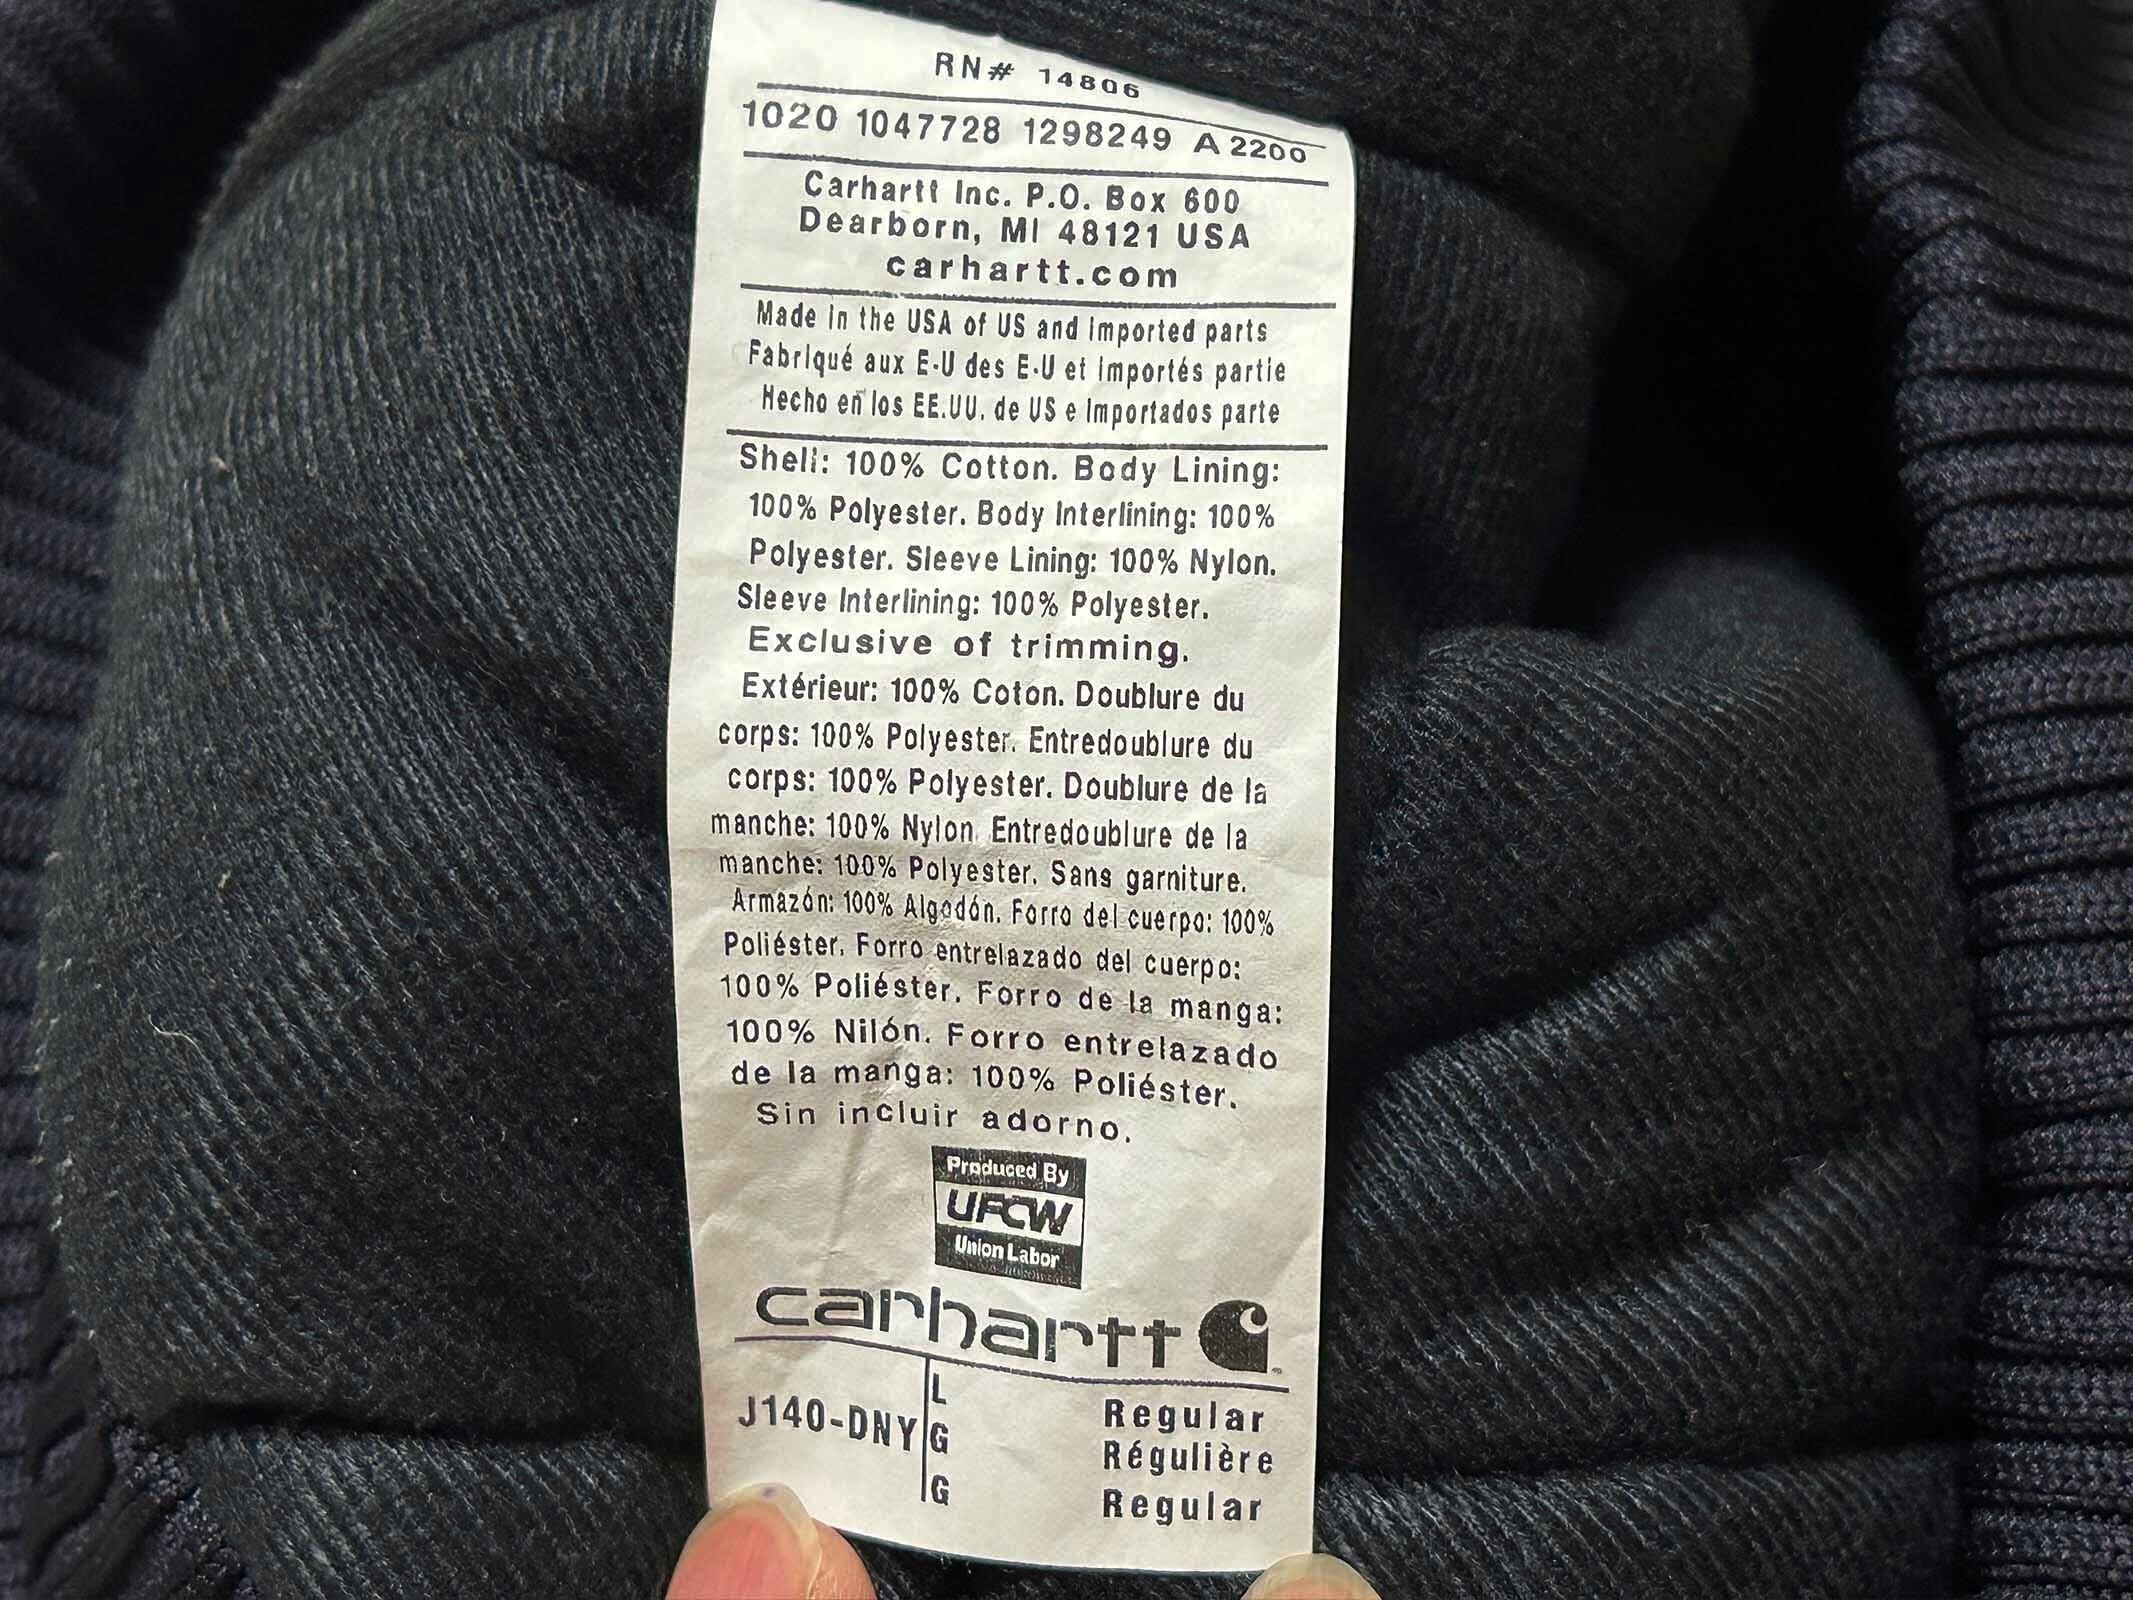 RN# 14806
1020 1047728 1298249 A 2200
Carhartt Inc. P.O. Box 600
Dearborn, MI 48121 USA
carhartt.com
Made in the USA of US and imported parts
Fabriqué aux E-U des E-U et importés partie
Hecho en los EE.UU. de US e importados parte
Shell: 100% Cotton. Body Lining:
100% Polyester. Body Interlining: 100%
Polyester. Sleeve Lining: 100% Nylon.
Sleeve Interlining: 100% Polyester.
Exclusive of trimming.
Extérieur: 100% Coton. Doublure du
corps: 100% Polyester. Entredoublure du
corps: 100% Polyester. Doublure de la
manche: 100% Nylon. Entredoublure de la
manche: 100% Polyester. Sans garniture.
Armazón: 100% Algodón. Forro del cuerpo: 100%
Poliéster. Forro entrelazado del cuerpo:
100% Poliéster. Forro de la manga:
100% Nilón. Forro entrelazado
de la manga: 100% Poliéster.
Sin incluir adorno.
Produced By
UFCW
Union Labor
carhartt
J140-DNY
L Regular
G Régulière
G Regular